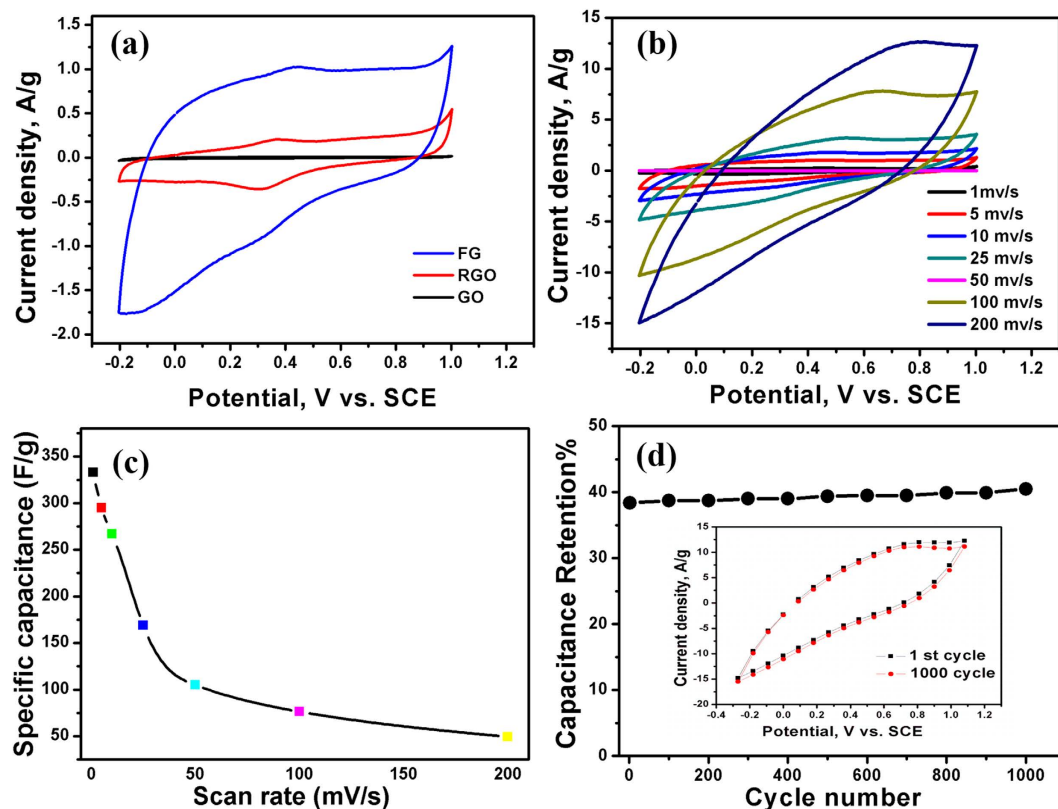 (a)
Current density, A/g
1.5
1.0
0.5
0.0
-0.5
-1.0
-1.5
-2.0
FG
RGO
GO
-0.2 0.0 0.2 0.4 0.6 0.8 1.0 1.2
Potential, V vs. SCE
(b)
Current density, A/g
15
10
5
0
-5
-10
-15
1mv/s
5 mv/s
10 mv/s
25 mv/s
50 mv/s
100 mv/s
200 mv/s
-0.2 0.0 0.2 0.4 0.6 0.8 1.0 1.2
Potential, V vs. SCE
(c)
Specific capacitance (F/g)
350
300
250
200
150
100
50
0 50 100 150 200
Scan rate (mV/s)
(d)
Capacitance Retention%
50
40
30
20
10
0
Current density, A/g
15
10
5
0
-5
-10
-15
-20
1 st cycle
1000 cycle
-0.4 -0.2 0.0 0.2 0.4 0.6 0.8 1.0 1.2
Potential, V vs. SCE
0 200 400 600 800 1000
Cycle number